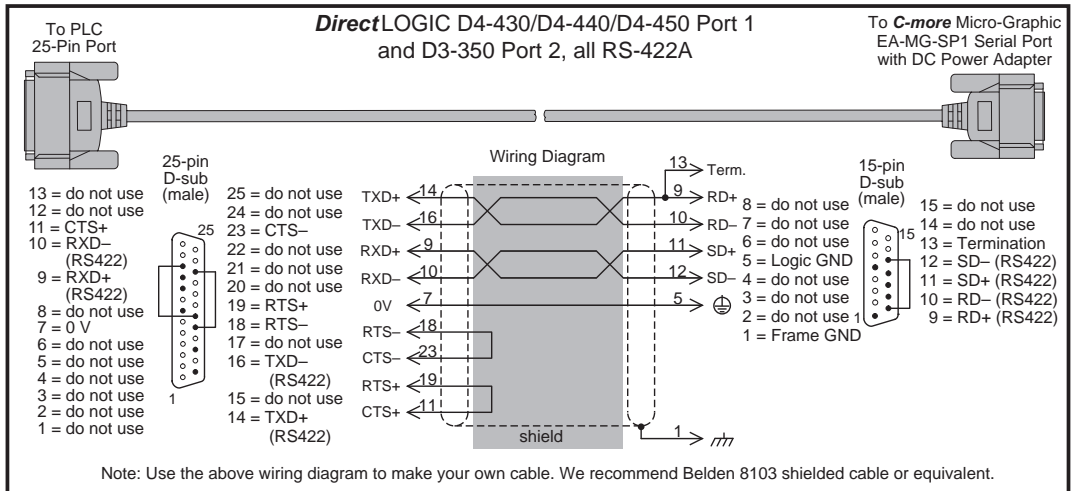 To PLC
25-Pin Port
DirectLOGIC D4-430/D4-440/D4-450 Port 1
and D3-350 Port 2, all RS-422A
To C-more Micro-Graphic
EA-MG-SP1 Serial Port
with DC Power Adapter
25-pin
D-sub
(male)
13 = do not use
12 = do not use
11 = CTS+
10 = RXD–
(RS422)
9 = RXD+
(RS422)
8 = do not use
7 = 0 V
6 = do not use
5 = do not use
4 = do not use
3 = do not use
2 = do not use
1 = do not use
25
1
25 = do not use
24 = do not use
23 = CTS–
22 = do not use
21 = do not use
20 = do not use
19 = RTS+
18 = RTS–
17 = do not use
16 = TXD–
(RS422)
15 = do not use
14 = TXD+
(RS422)
Wiring Diagram
13 Term.
TXD+ 14 9 RD+
TXD– 16 10 RD–
RXD+ 9 11 SD+
RXD– 10 12 SD–
0V 7 5
RTS– 18
CTS– 23
RTS+ 19
CTS+ 11
shield
1
8 = do not use
7 = do not use
6 = do not use
5 = Logic GND
4 = do not use
3 = do not use
2 = do not use
1 = Frame GND
15-pin
D-sub
(male)
15
1
15 = do not use
14 = do not use
13 = Termination
12 = SD– (RS422)
11 = SD+ (RS422)
10 = RD– (RS422)
9 = RD+ (RS422)
Note: Use the above wiring diagram to make your own cable. We recommend Belden 8103 shielded cable or equivalent.